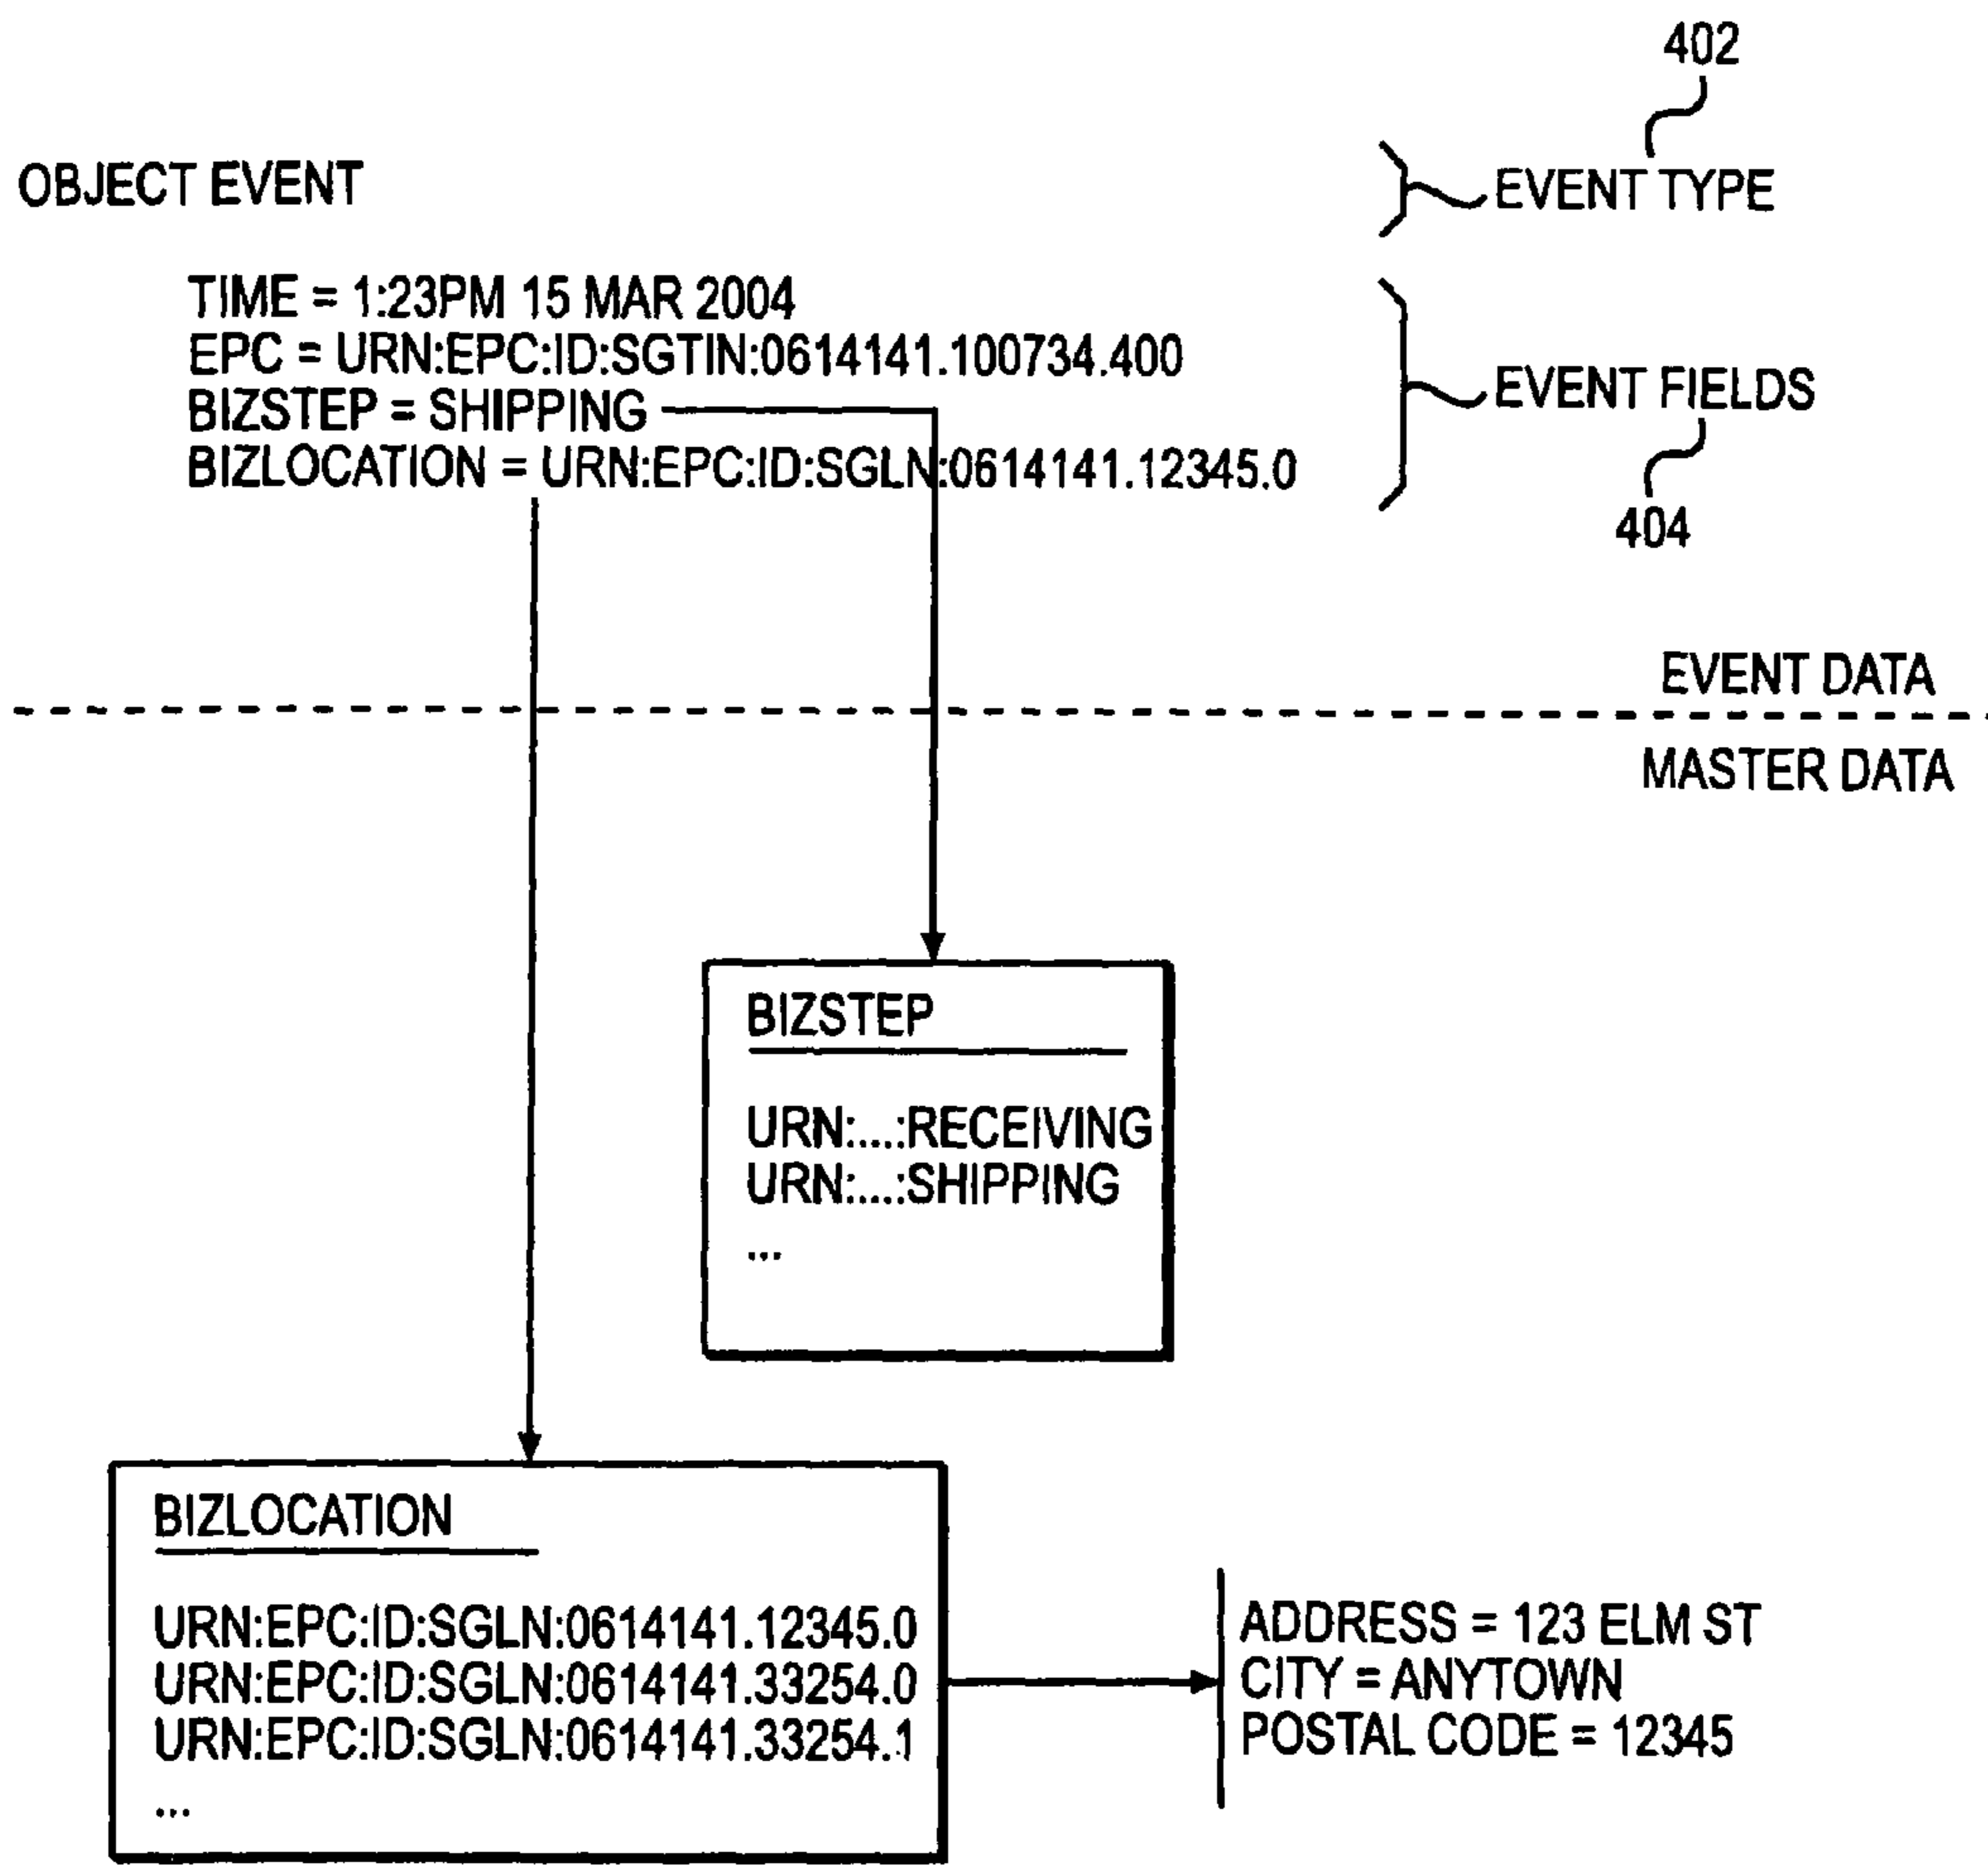 402
OBJECT EVENT
EVENT TYPE
TIME = 1:23PM 15 MAR 2004
EPC = URN:EPC:ID:SGTIN:0614141.100734.400
BIZSTEP = SHIPPING
BIZLOCATION = URN:EPC:ID:SGLN:0614141.12345.0
EVENT FIELDS
404
EVENT DATA
MASTER DATA
BIZSTEP
URN:...:RECEIVING
URN:...:SHIPPING
...
BIZLOCATION
URN:EPC:ID:SGLN:0614141.12345.0
URN:EPC:ID:SGLN:0614141.33254.0
URN:EPC:ID:SGLN:0614141.33254.1
...
ADDRESS = 123 ELM ST
CITY = ANYTOWN
POSTAL CODE = 12345